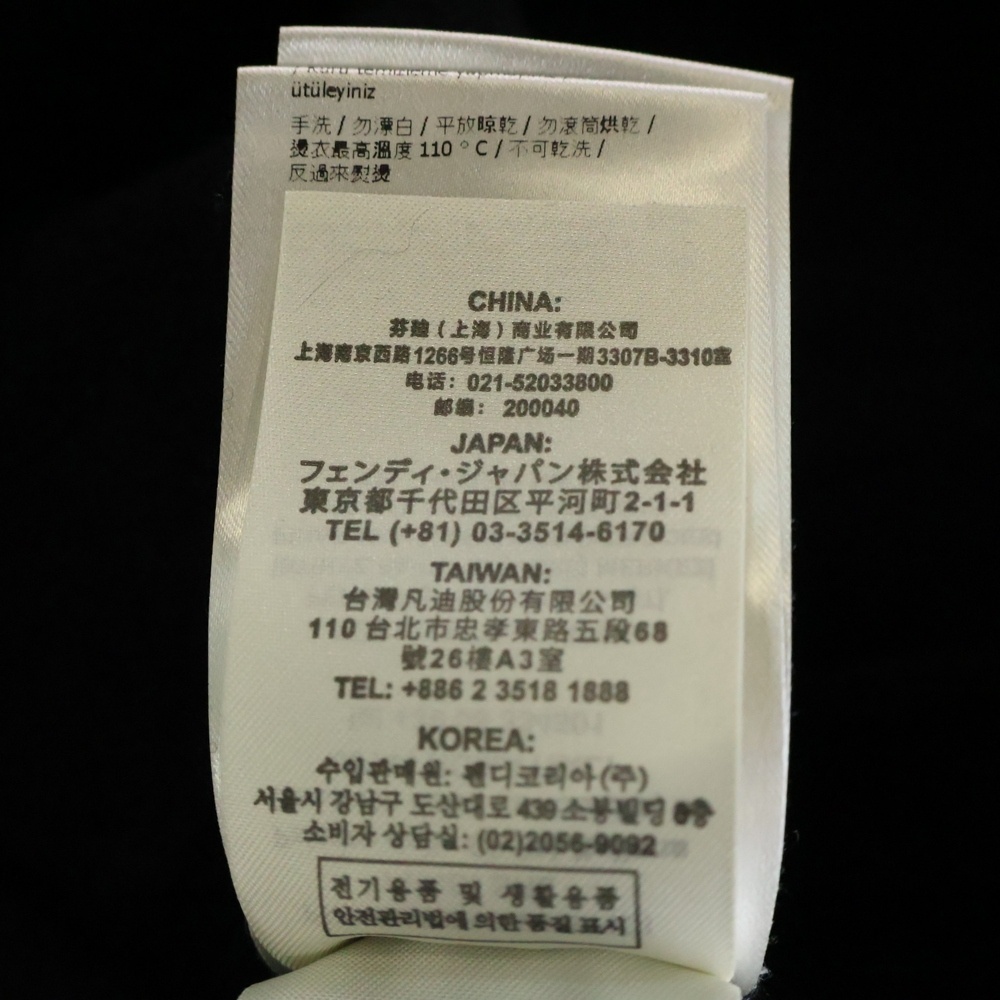 ütüleyiniz
手洗 / 勿漂白 / 平放晾乾 / 勿滾筒烘乾 /
燙衣最高溫度 110 ° C / 不可乾洗 /
反過來熨燙
CHINA:
芬迪（上海）商业有限公司
上海南京西路1266号恒隆广场一期3307B-3310室
电话：021-52033800
邮编：200040
JAPAN:
フェンディ・ジャパン株式会社
東京都千代田区平河町2-1-1
TEL (+81) 03-3514-6170
TAIWAN:
台灣凡迪股份有限公司
110 台北市忠孝東路五段68
號26樓A3室
TEL: +886 2 3518 1888
KOREA:
수입판매원: 펜디코리아(주)
서울시 강남구 도산대로 439 소봉빌딩 8층
소비자 상담실: (02)2056-9092
전기용품 및 생활용품
안전관리법에 의한 품질 표시